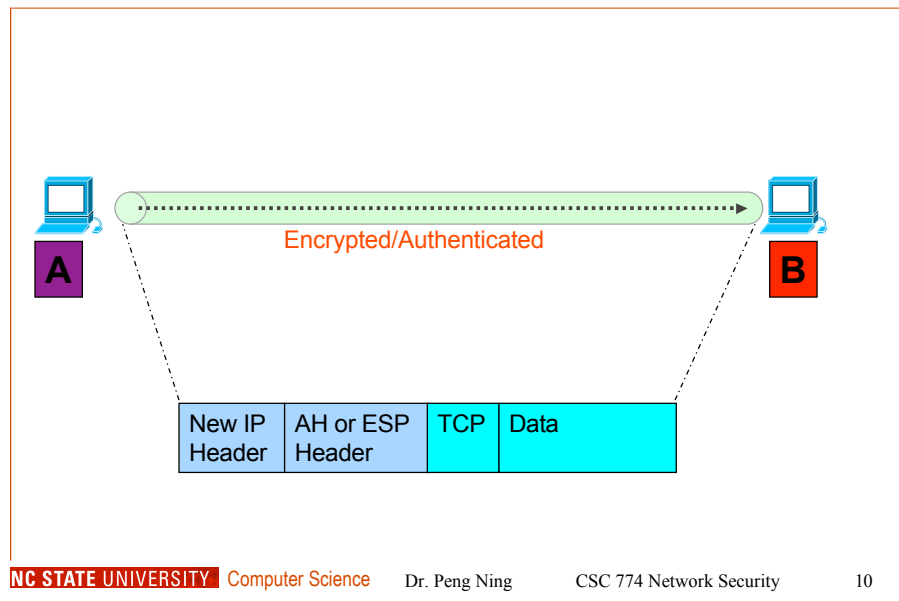 Encrypted/Authenticated
A
B
New IP
Header
AH or ESP
Header
TCP
Data
NC STATE UNIVERSITY Computer Science Dr. Peng Ning CSC 774 Network Security 10